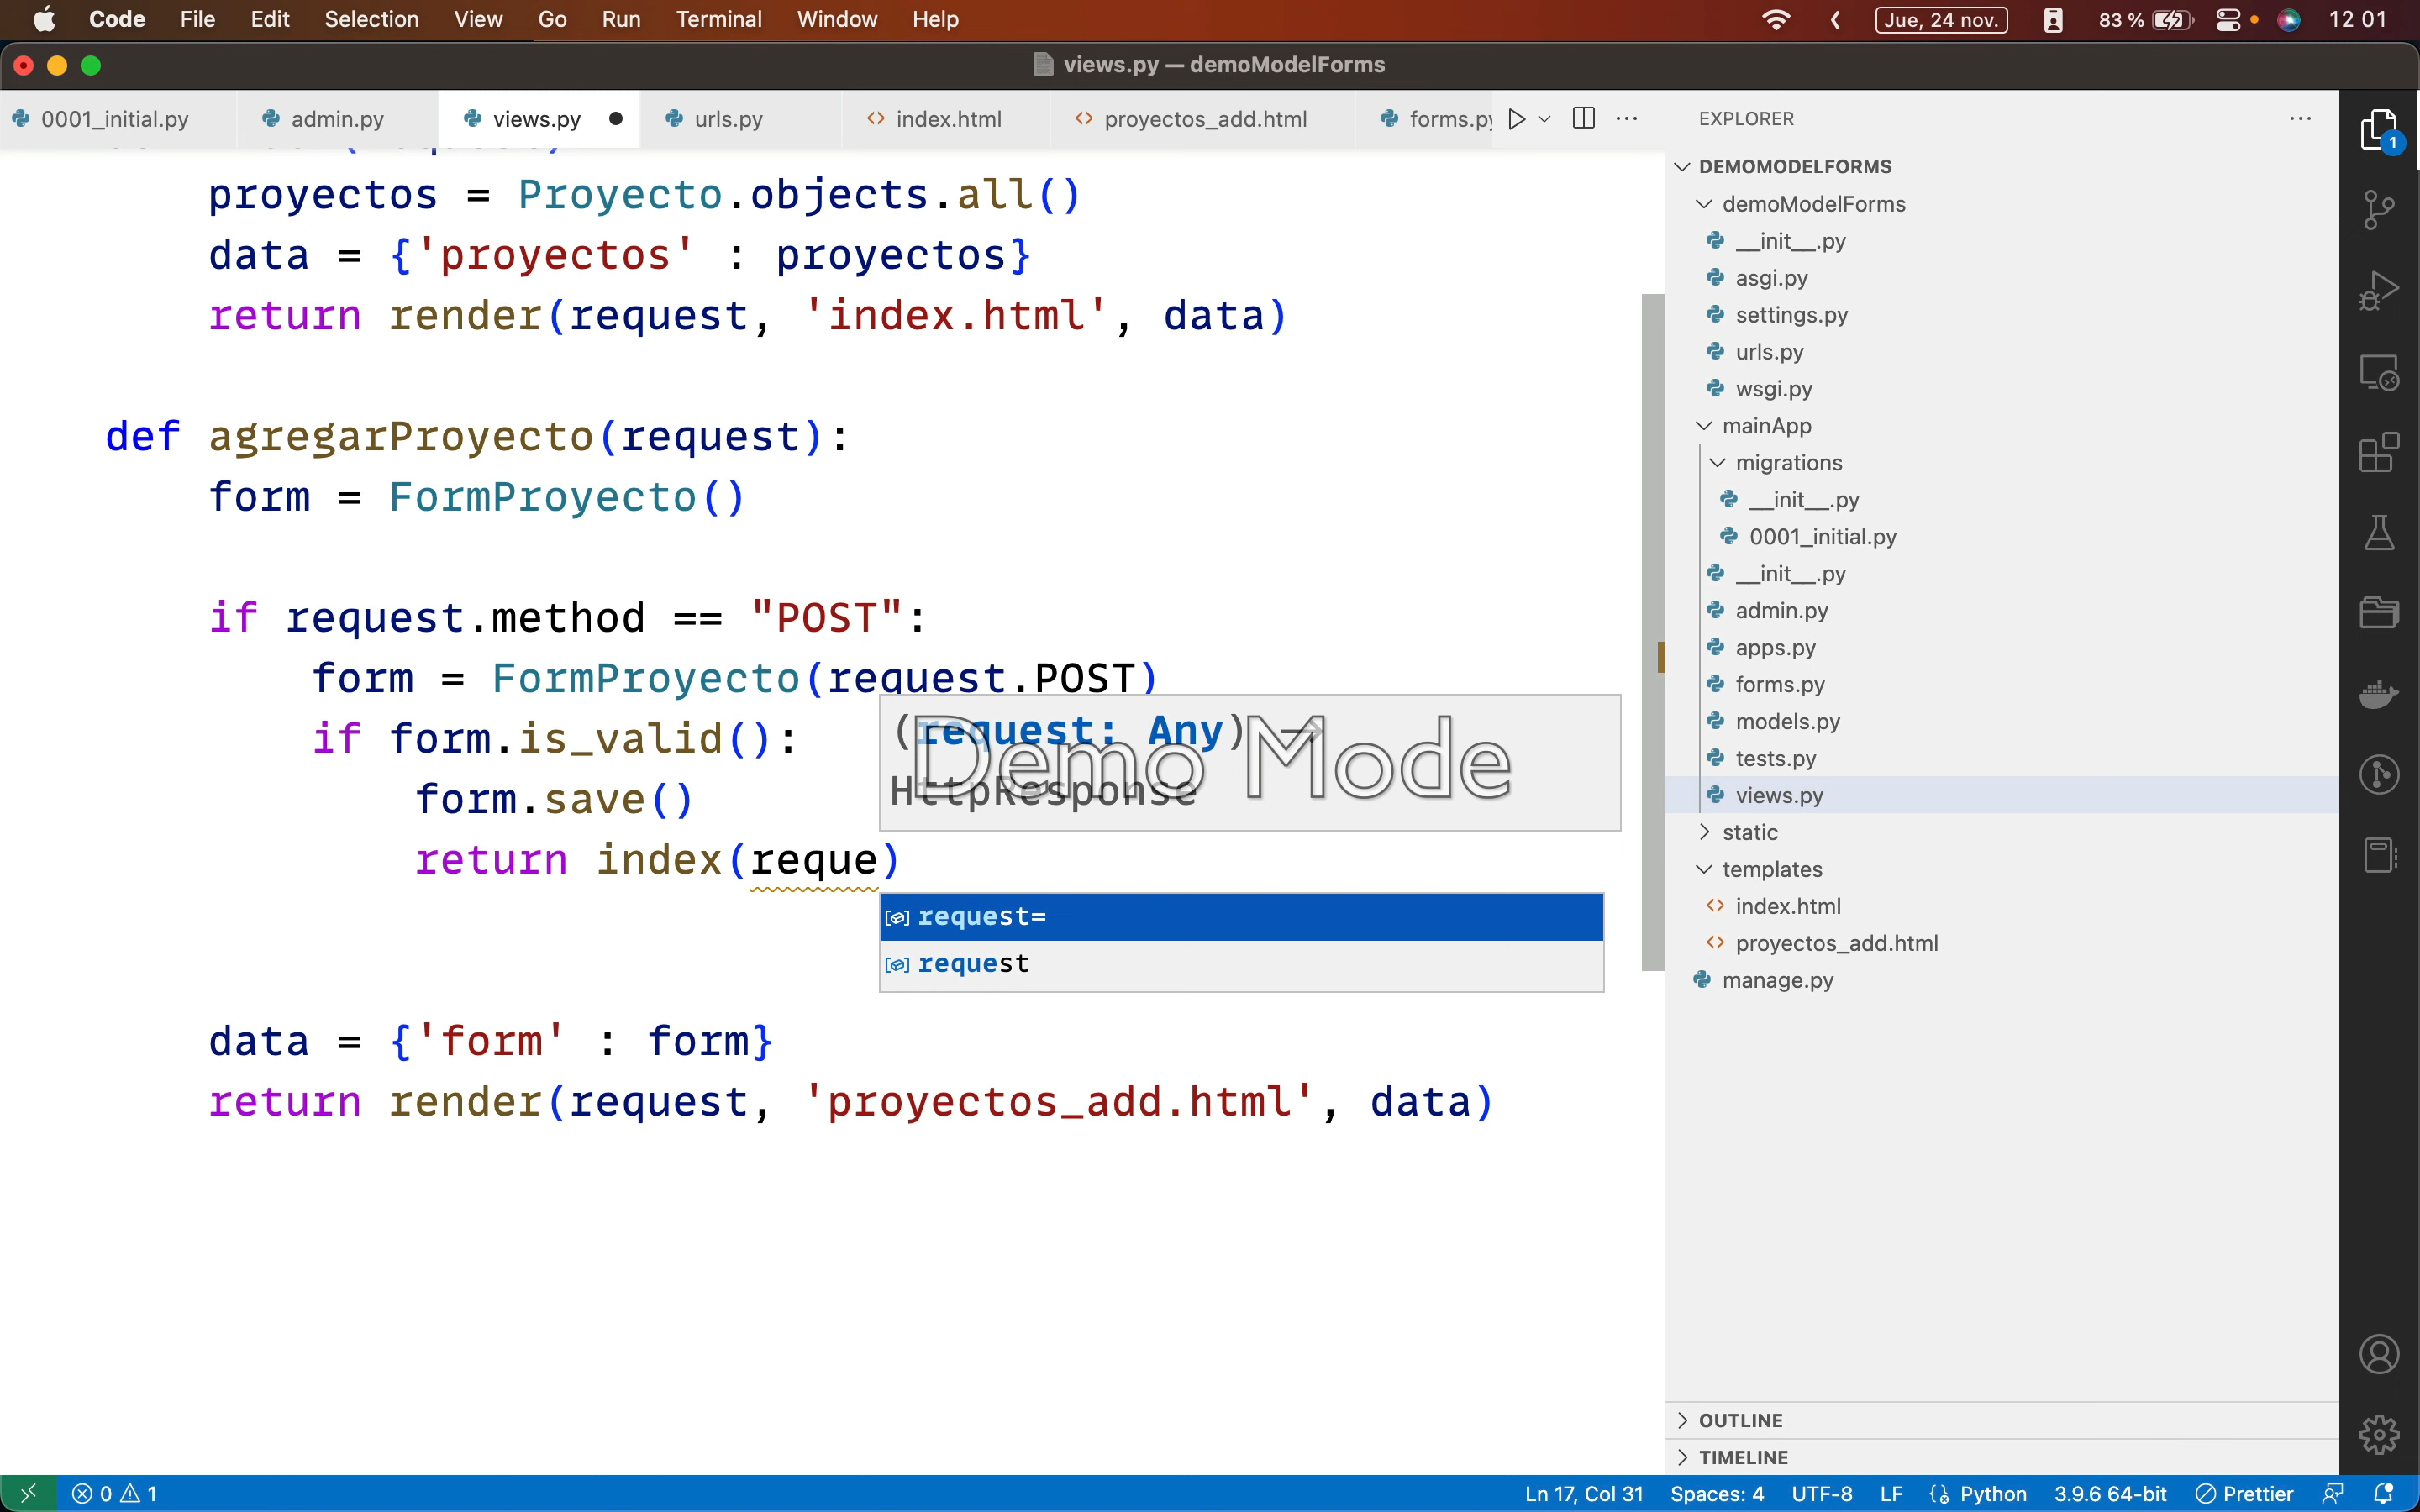 Code File Edit Selection View Go Run Terminal Window Help Jue, 24 nov. 83 % 12 01
views.py — demoModelForms
0001_initial.py admin.py views.py urls.py index.html proyectos_add.html forms.py
proyectos = Proyecto.objects.all()
data = {'proyectos' : proyectos}
return render(request, 'index.html', data)
def agregarProyecto(request):
form = FormProyecto()
if request.method == "POST":
form = FormProyecto(request.POST)
if form.is_valid():
form.save()
return index(reque)
(request: Any) →
HttpResponse
Demo Mode
request=
request
data = {'form' : form}
return render(request, 'proyectos_add.html', data)
EXPLORER
DEMOMODELFORMS
demoModelForms
__init__.py
asgi.py
settings.py
urls.py
wsgi.py
mainApp
migrations
__init__.py
0001_initial.py
__init__.py
admin.py
apps.py
forms.py
models.py
tests.py
views.py
static
templates
index.html
proyectos_add.html
manage.py
OUTLINE
TIMELINE
1
0 1 Ln 17, Col 31 Spaces: 4 UTF-8 LF Python 3.9.6 64-bit Prettier